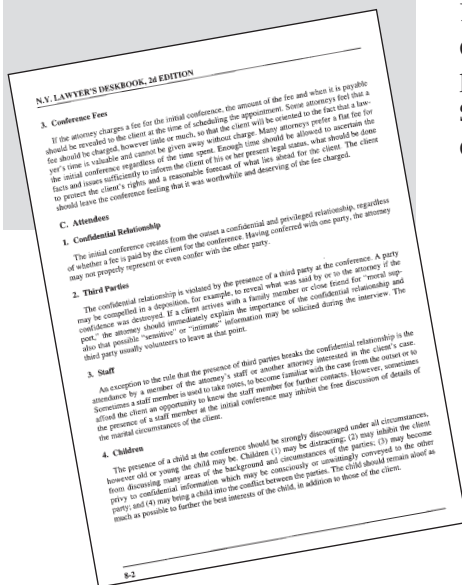 N.Y. LAWYER'S DESKBOOK, 2d EDITION
3. Conference Fees
If the attorney charges a fee for the initial conference, the amount of the fee and when it is payable
should be revealed to the client at the time of scheduling the appointment. Some attorneys feel that a
fee should be charged, however little or much, so that the client will be oriented to the fact that a law-
yer's time is valuable and cannot be given away without charge. Many attorneys prefer a flat fee for
the initial conference regardless of the time spent. Enough time should be allowed to ascertain the
facts and issues sufficiently to inform the client of his or her present legal status, what should be done
to protect the client's rights and a reasonable forecast of what lies ahead for the client. The client
should leave the conference feeling that it was worthwhile and deserving of the fee charged.
C. Attendees
1. Confidential Relationship
The initial conference creates from the outset a confidential and privileged relationship, regardless
of whether a fee is paid by the client for the conference. Having conferred with one party, the attorney
may not properly represent or even confer with the other party.
2. Third Parties
The confidential relationship is violated by the presence of a third party at the conference. A party
may be compelled in a deposition, for example, to reveal what was said by or to the attorney if the
confidence was destroyed. If a client arrives with a family member or close friend for "moral sup-
port," the attorney should immediately explain the importance of the confidential relationship and
also that possible "sensitive" or "intimate" information may be solicited during the interview. The
third party usually volunteers to leave at that point.
3. Staff
An exception to the rule that the presence of third parties breaks the confidential relationship is the
attendance by a member of the attorney's staff or another attorney interested in the client's case.
Sometimes a staff member is used to take notes, to become familiar with the case from the outset or to
afford the client an opportunity to know the staff member for further contacts. However, sometimes
the presence of a staff member at the initial conference may inhibit the free discussion of details of
the marital circumstances of the client.
4. Children
The presence of a child at the conference should be strongly discouraged under all circumstances,
however old or young the child may be. Children (1) may be distracting; (2) may inhibit the client
from discussing many areas of the background and circumstances of the parties; (3) may become
privy to confidential information which may be consciously or unwittingly conveyed to the other
party; and (4) may bring a child into the conflict between the parties. The child should remain aloof as
much as possible to further the best interests of the child, in addition to those of the client.
8-2